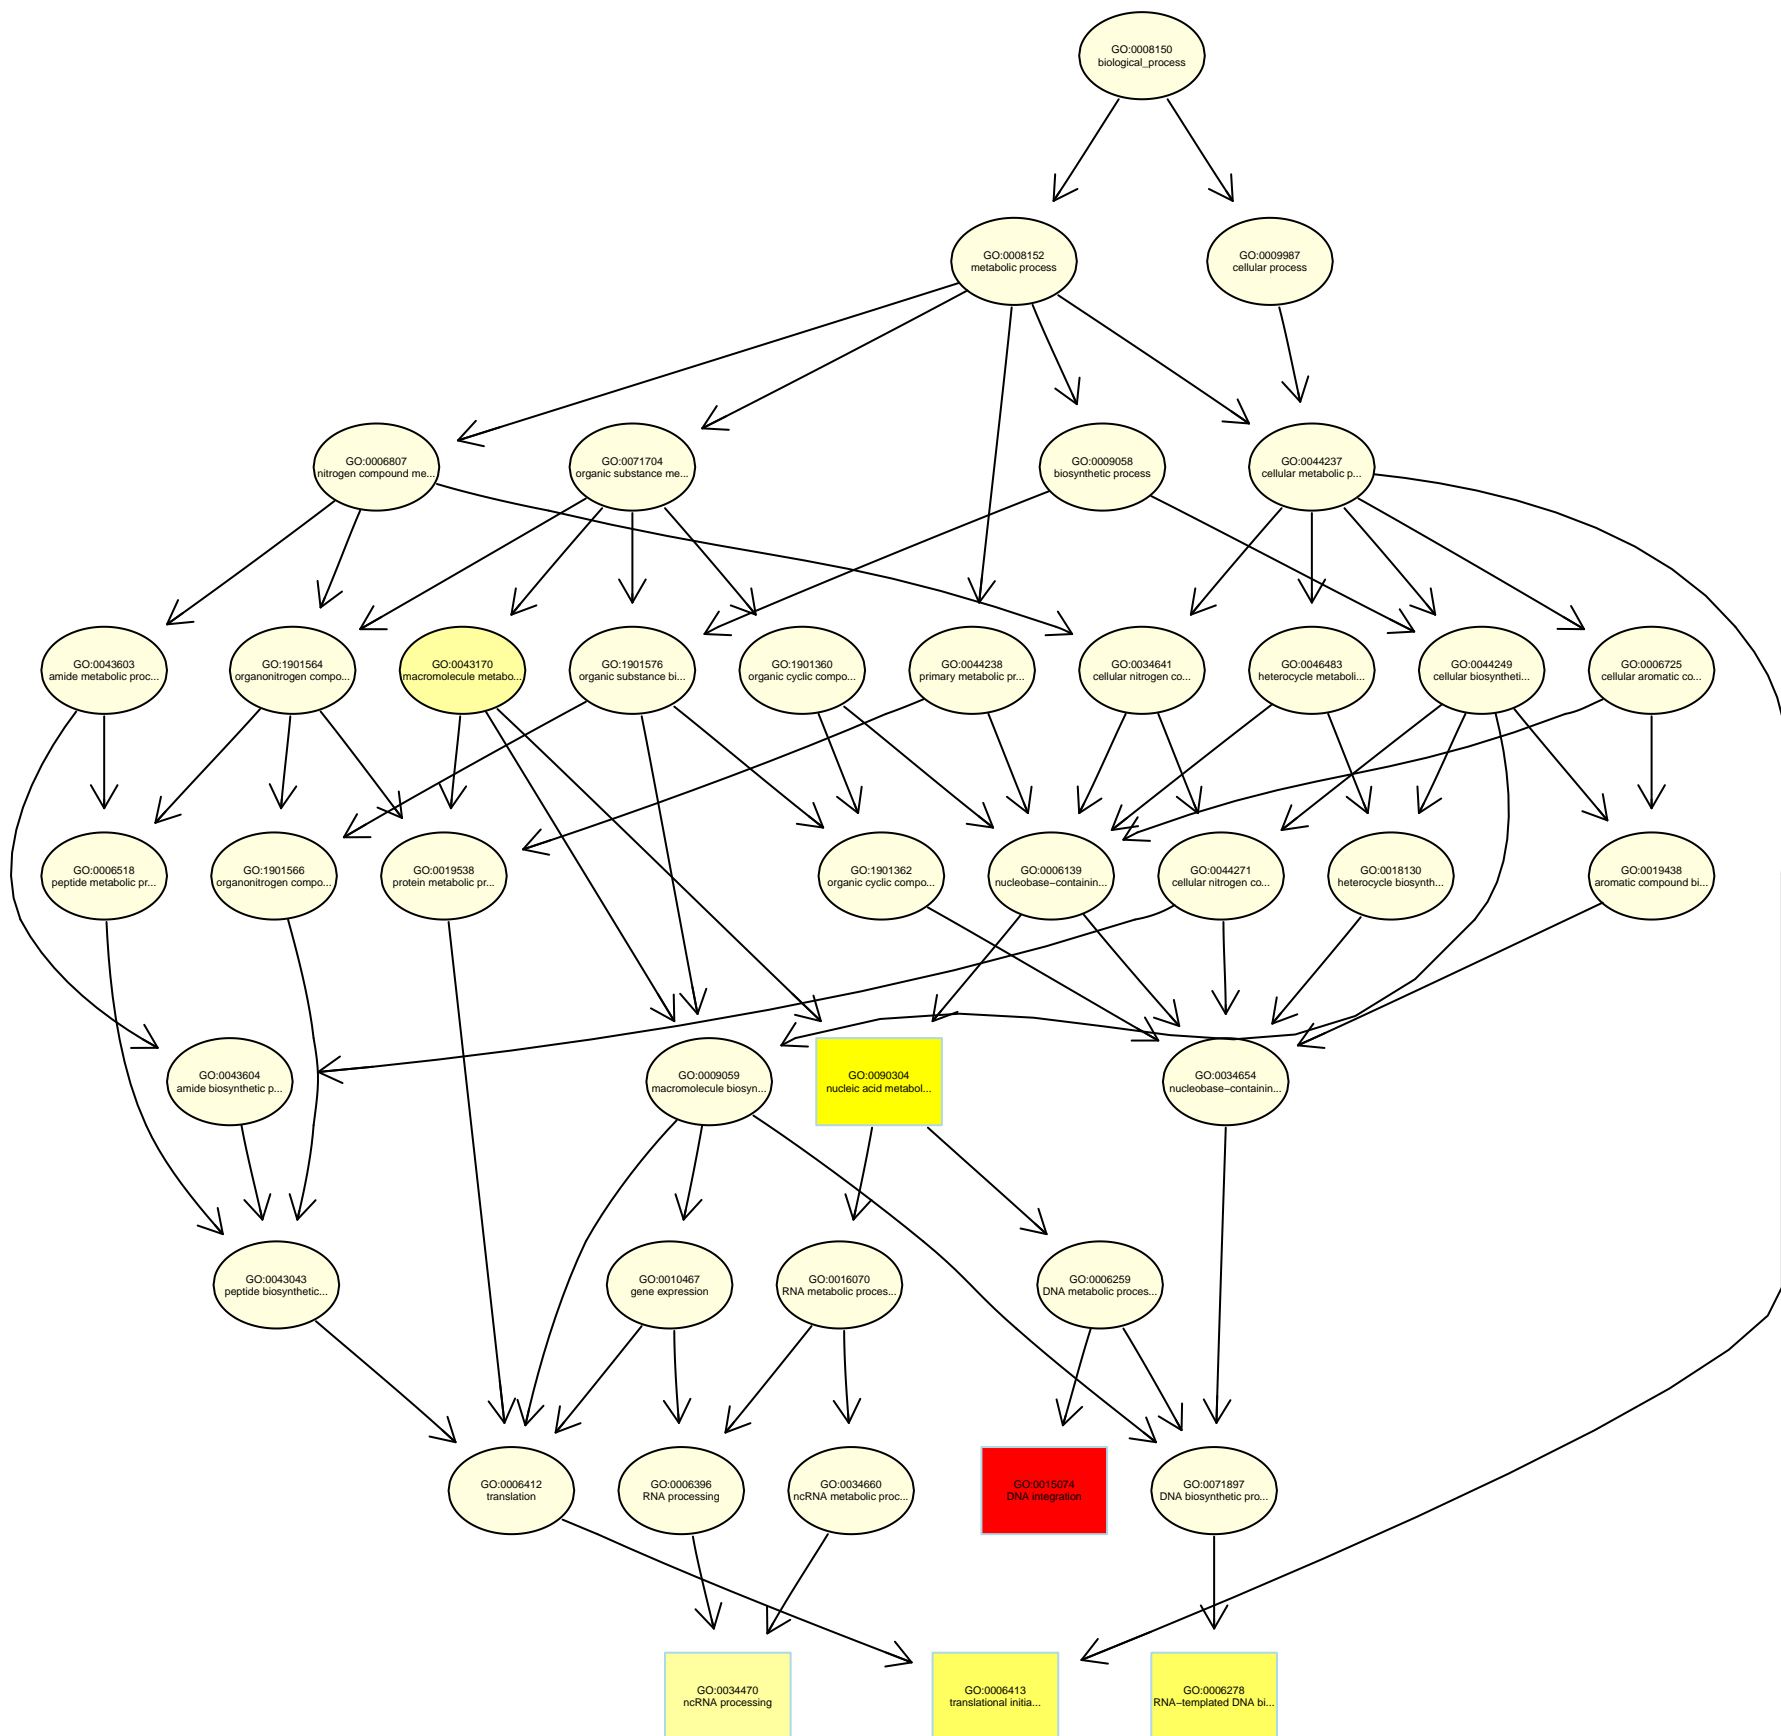 GO:0008150
biological_process
GO:0008152
metabolic process
GO:0009987
cellular process
GO:0006807
nitrogen compound me...
GO:0071704
organic substance me...
GO:0009058
biosynthetic process
GO:0044237
cellular metabolic p...
GO:0043603
amide metabolic proc...
GO:1901564
organonitrogen compo...
GO:0043170
macromolecule metabo...
GO:1901576
organic substance bi...
GO:1901360
organic cyclic compo...
GO:0044238
primary metabolic pr...
GO:0034641
cellular nitrogen co...
GO:0046483
heterocycle metaboli...
GO:0044249
cellular biosyntheti...
GO:0006725
cellular aromatic co...
GO:0006518
peptide metabolic pr...
GO:1901566
organonitrogen compo...
GO:0019538
protein metabolic pr...
GO:1901362
organic cyclic compo...
GO:0006139
nucleobase−containin...
GO:0044271
cellular nitrogen co...
GO:0018130
heterocycle biosynth...
GO:0019438
aromatic compound bi...
GO:0043604
amide biosynthetic p...
GO:0009059
macromolecule biosyn...
GO:0090304
nucleic acid metabol...
GO:0034654
nucleobase−containin...
GO:0043043
peptide biosynthetic...
GO:0010467
gene expression
GO:0016070
RNA metabolic proces...
GO:0006259
DNA metabolic proces...
GO:0006412
translation
GO:0006396
RNA processing
GO:0034660
ncRNA metabolic proc...
GO:0015074
DNA integration
GO:0071897
DNA biosynthetic pro...
GO:0034470
ncRNA processing
GO:0006413
translational initia...
GO:0006278
RNA−templated DNA bi...